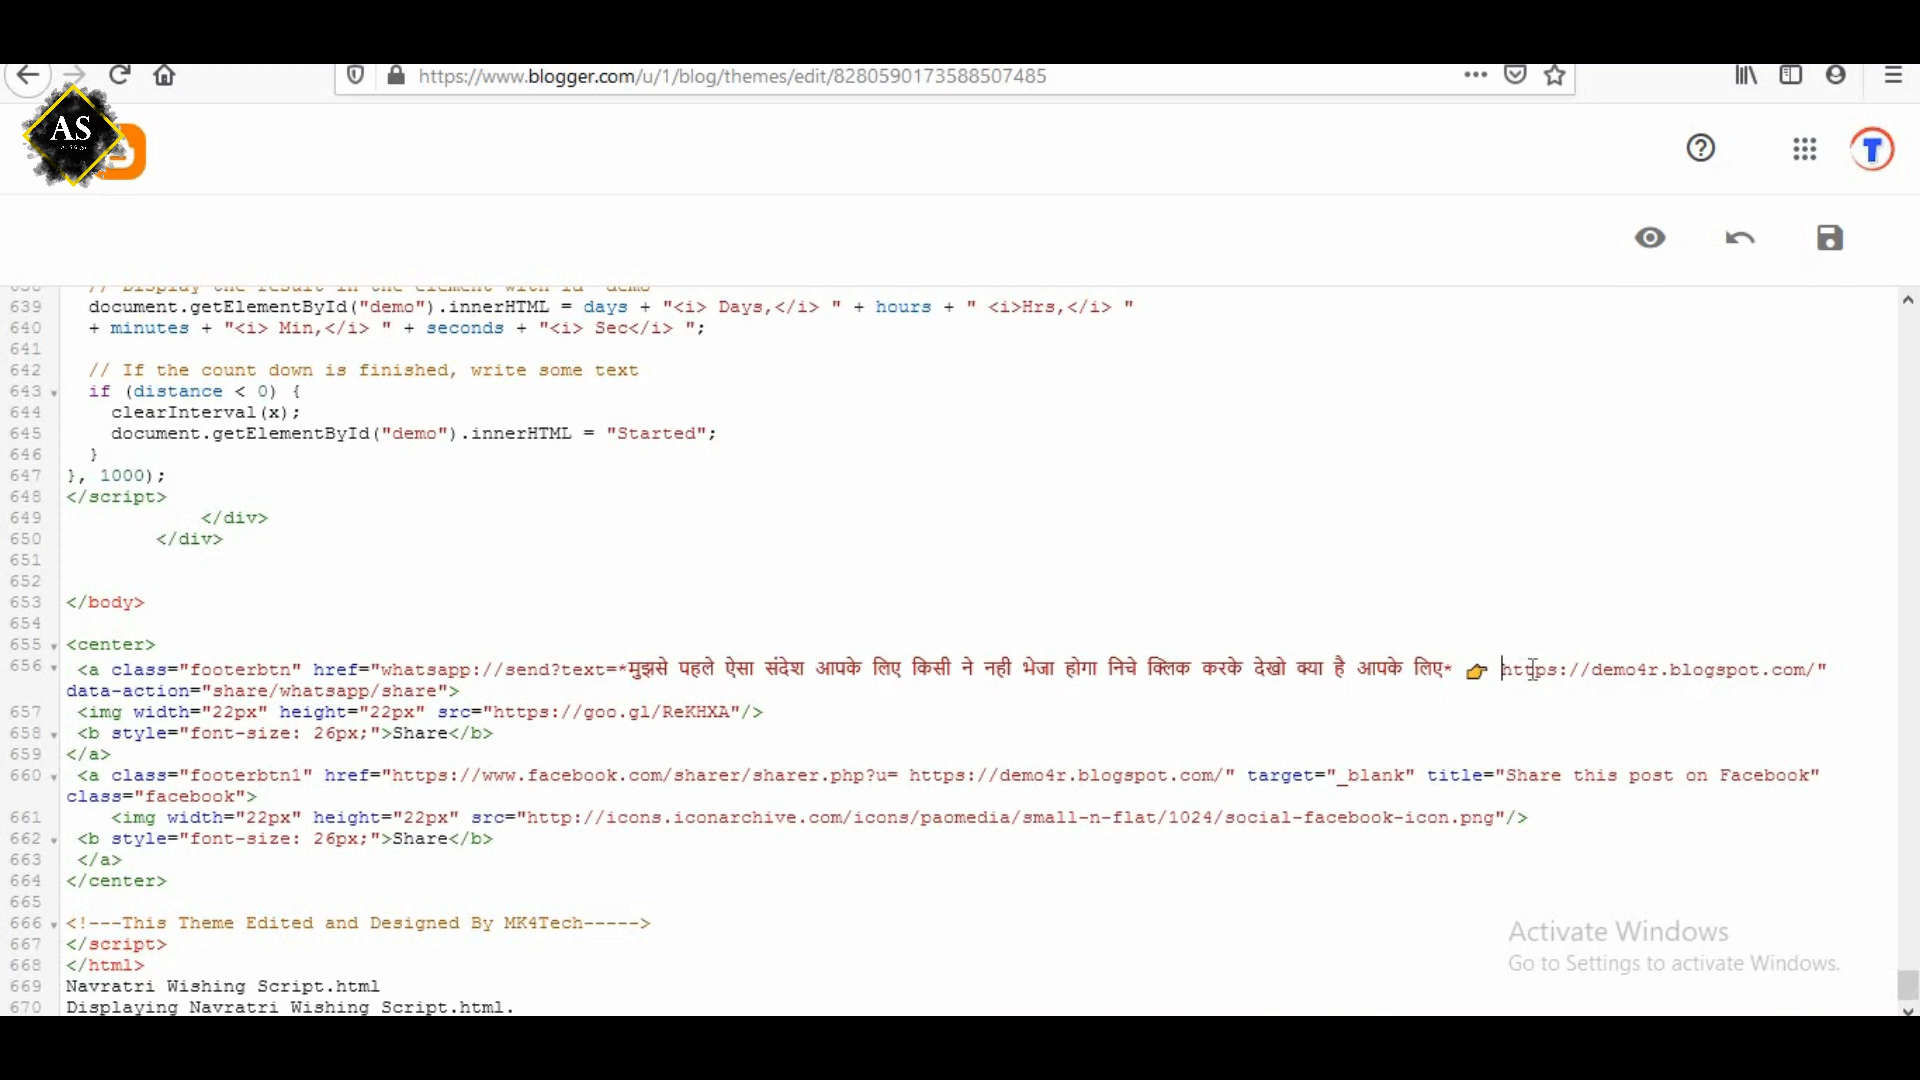 https://www.blogger.com/u/1/blog/themes/edit/8280590173588507485
AS
T
638 // Display the result in the element with id "demo"
639 document.getElementById("demo").innerHTML = days + "<i> Days,</i> " + hours + " <i>Hrs,</i> "
640 + minutes + "<i> Min,</i> " + seconds + "<i> Sec</i> ";
641
642 // If the count down is finished, write some text
643 if (distance < 0) {
644 clearInterval(x);
645 document.getElementById("demo").innerHTML = "Started";
646 }
647 }, 1000);
648 </script>
649 </div>
650 </div>
651
652
653 </body>
654
655 <center>
656 <a class="footerbtn" href="whatsapp://send?text=*मुझसे पहले ऐसा संदेश आपके लिए किसी ने नही भेजा होगा निचे क्लिक करके देखो क्या है आपके लिए* 👉 https://demo4r.blogspot.com/"
data-action="share/whatsapp/share">
657 <img width="22px" height="22px" src="https://goo.gl/ReKHXA"/>
658 <b style="font-size: 26px;">Share</b>
659 </a>
660 <a class="footerbtn1" href="https://www.facebook.com/sharer/sharer.php?u= https://demo4r.blogspot.com/" target="_blank" title="Share this post on Facebook"
class="facebook">
661 <img width="22px" height="22px" src="http://icons.iconarchive.com/icons/paomedia/small-n-flat/1024/social-facebook-icon.png"/>
662 <b style="font-size: 26px;">Share</b>
663 </a>
664 </center>
665
666 <!---This Theme Edited and Designed By MK4Tech----->
667 </script>
668 </html>
669 Navratri Wishing Script.html
670 Displaying Navratri Wishing Script.html.
Activate Windows
Go to Settings to activate Windows.